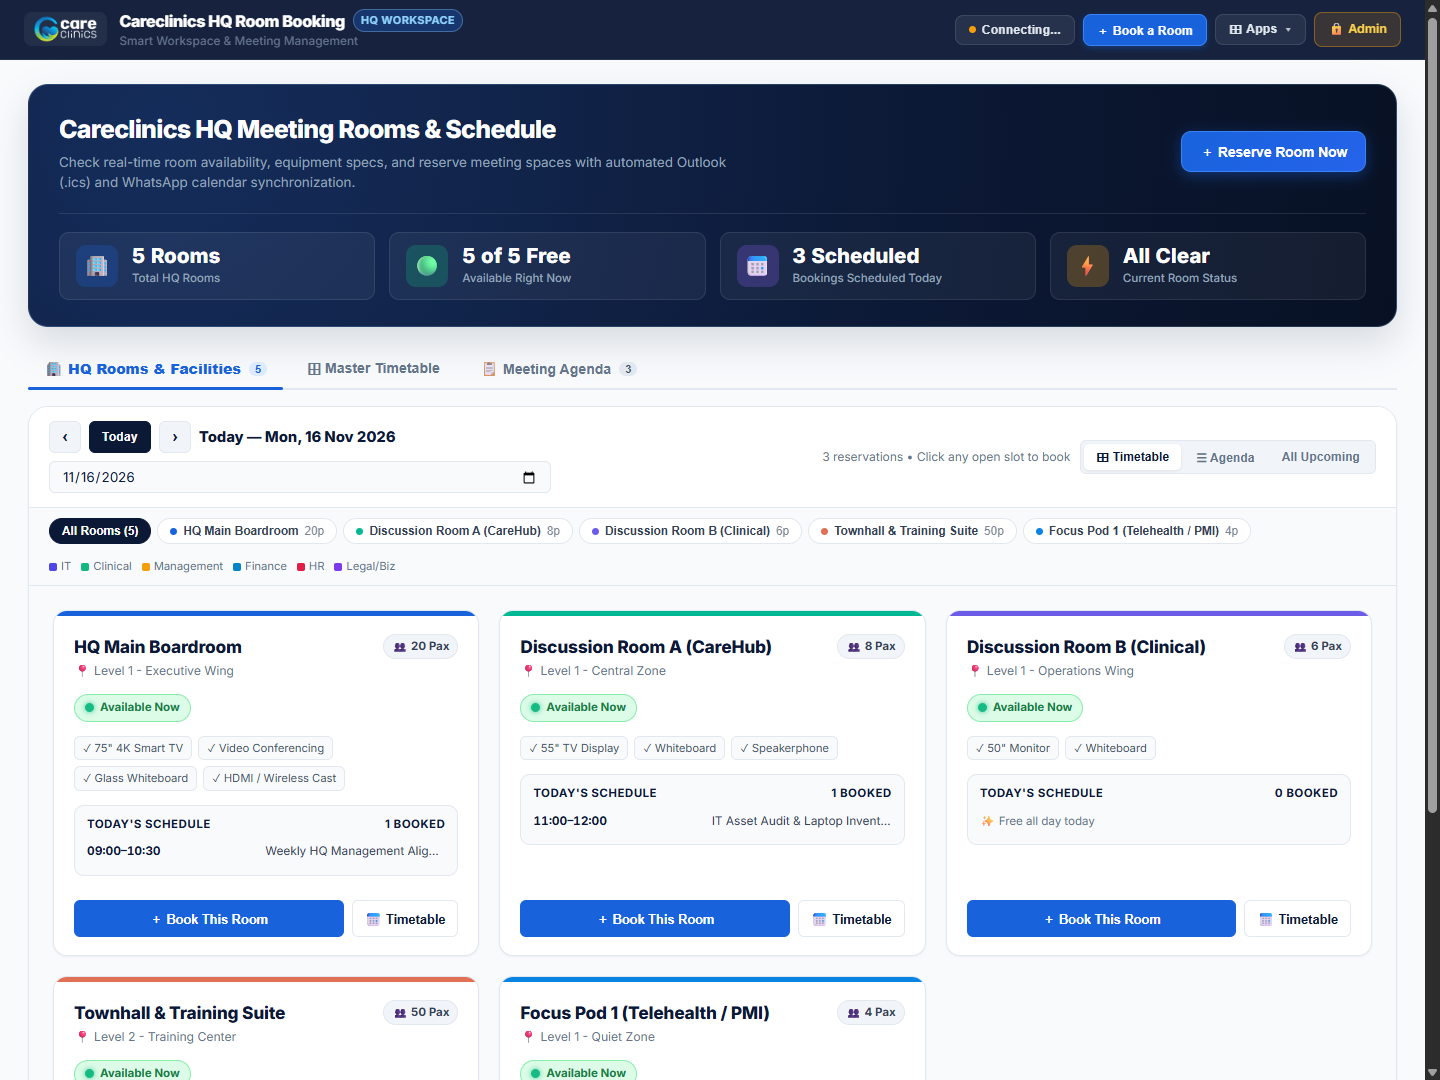 care
clinics
Careclinics HQ Room Booking
HQ WORKSPACE
Smart Workspace & Meeting Management
Connecting...
+ Book a Room
Apps
Admin
Careclinics HQ Meeting Rooms & Schedule
Check real-time room availability, equipment specs, and reserve meeting spaces with automated Outlook
(.ics) and WhatsApp calendar synchronization.
+ Reserve Room Now
5 Rooms
Total HQ Rooms
5 of 5 Free
Available Right Now
3 Scheduled
Bookings Scheduled Today
All Clear
Current Room Status
HQ Rooms & Facilities 5
Master Timetable
Meeting Agenda 3
‹
Today
›
Today — Mon, 16 Nov 2026
11/16/2026
3 reservations • Click any open slot to book
Timetable
Agenda
All Upcoming
All Rooms (5)
HQ Main Boardroom 20p
Discussion Room A (CareHub) 8p
Discussion Room B (Clinical) 6p
Townhall & Training Suite 50p
Focus Pod 1 (Telehealth / PMI) 4p
IT
Clinical
Management
Finance
HR
Legal/Biz
HQ Main Boardroom
20 Pax
Level 1 - Executive Wing
Available Now
✓ 75" 4K Smart TV
✓ Video Conferencing
✓ Glass Whiteboard
✓ HDMI / Wireless Cast
TODAY'S SCHEDULE
1 BOOKED
09:00–10:30
Weekly HQ Management Alig...
+ Book This Room
Timetable
Discussion Room A (CareHub)
8 Pax
Level 1 - Central Zone
Available Now
✓ 55" TV Display
✓ Whiteboard
✓ Speakerphone
TODAY'S SCHEDULE
1 BOOKED
11:00–12:00
IT Asset Audit & Laptop Invent...
+ Book This Room
Timetable
Discussion Room B (Clinical)
6 Pax
Level 1 - Operations Wing
Available Now
✓ 50" Monitor
✓ Whiteboard
TODAY'S SCHEDULE
0 BOOKED
Free all day today
+ Book This Room
Timetable
Townhall & Training Suite
50 Pax
Level 2 - Training Center
Available Now
Focus Pod 1 (Telehealth / PMI)
4 Pax
Level 1 - Quiet Zone
Available Now